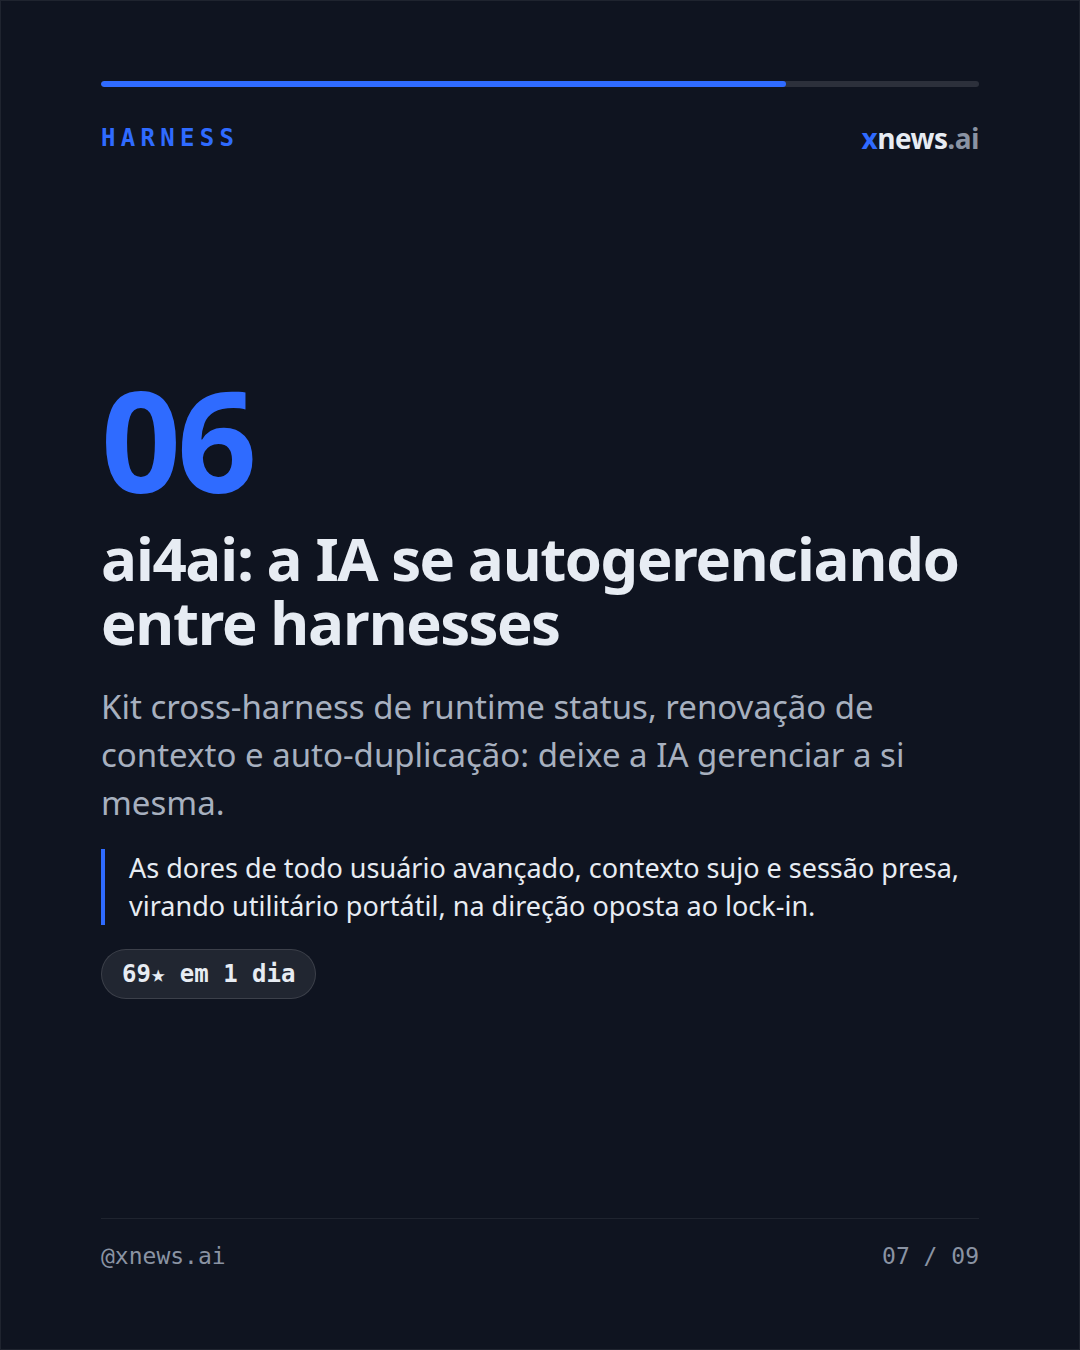 HARNESS
xnews.ai
06
ai4ai: a IA se autogerenciando
entre harnesses
Kit cross-harness de runtime status, renovação de
contexto e auto-duplicação: deixe a IA gerenciar a si
mesma.
As dores de todo usuário avançado, contexto sujo e sessão presa,
virando utilitário portátil, na direção oposta ao lock-in.
69★ em 1 dia
@xnews.ai
07 / 09